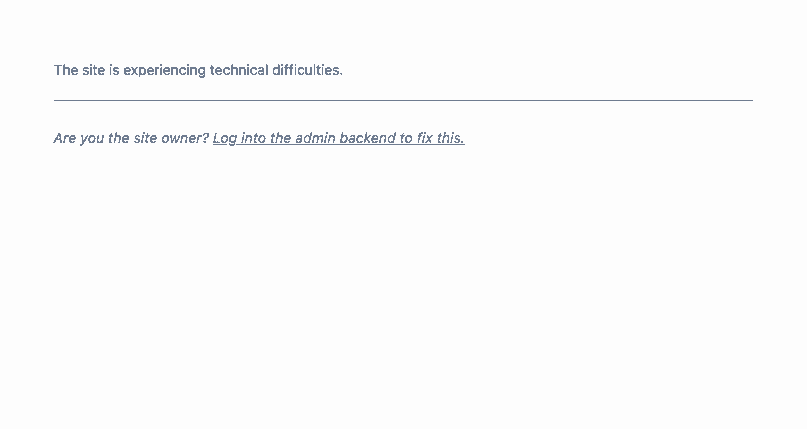 The site is experiencing technical difficulties.
Are you the site owner? Log into the admin backend to fix this.